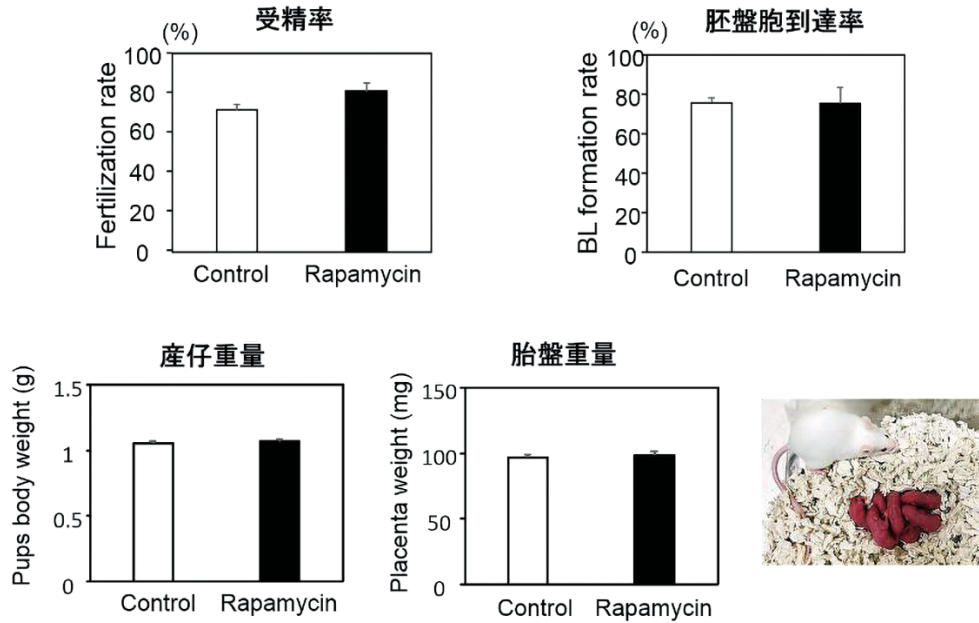 受精率
(%)
Fertilization rate
100
80
60
40
20
0
Control
Rapamycin
胚盤胞到達率
(%)
BL formation rate
100
80
60
40
20
0
Control
Rapamycin
産仔重量
Pups body weight (g)
1.5
1
0.5
0
Control
Rapamycin
胎盤重量
Placenta weight (mg)
150
100
50
0
Control
Rapamycin